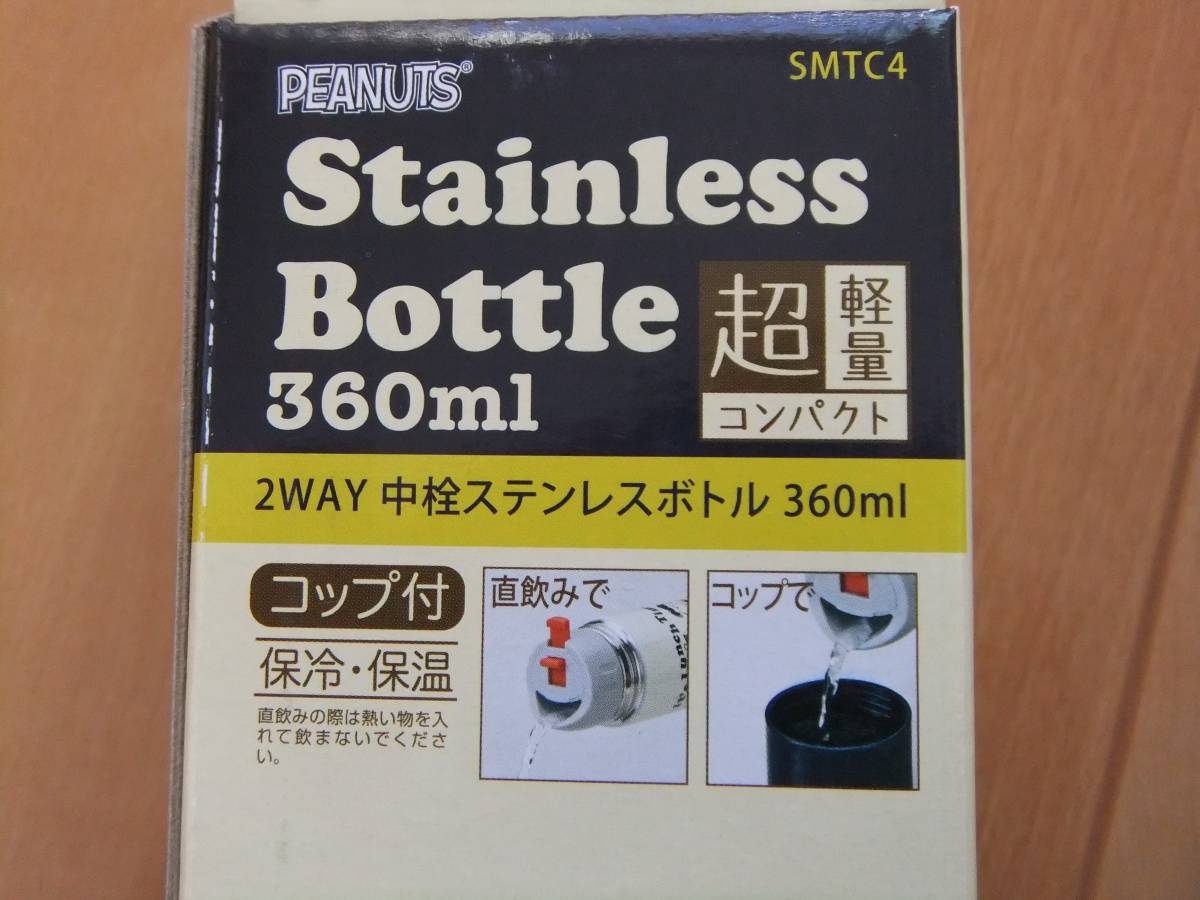 PEANUTS®
SMTC4
Stainless
Bottle
360ml
超
軽量
コンパクト
2WAY 中栓ステンレスボトル 360ml
コップ付
保冷・保温
直飲みの際は熱い物を入
れて飲まないでくださ
い。
直飲みで
コップで